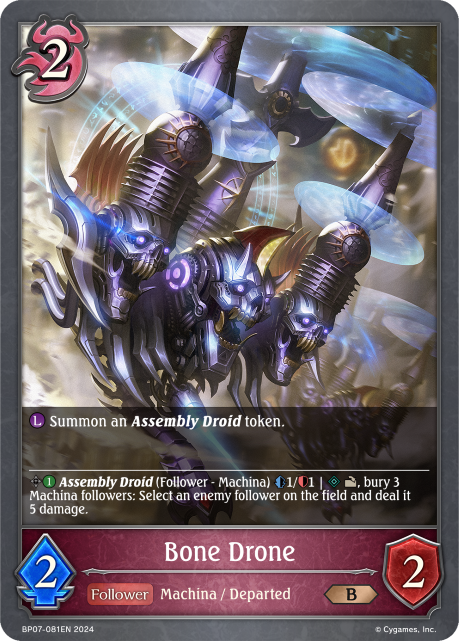 2
L Summon an Assembly Droid token.
1 Assembly Droid (Follower - Machina) 1/1 | , bury 3
Machina followers: Select an enemy follower on the field and deal it
5 damage.
Bone Drone
2
Follower Machina / Departed B
2
BP07-081EN 2024 © Cygames, Inc.